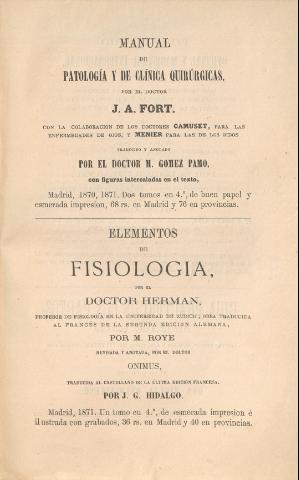 MANUAL
DE
PATOLOGÍA Y DE CLÍNICA QUIRÚRGICAS,
POR EL DOCTOR
J. A. FORT.
CON LA COLABORACION DE LOS DOCTORES CAMUSET, PARA LAS
ENFERMEDADES DE OJOS, Y MENIER PARA LAS DE LOS OIDOS
TRADUCIDO Y ANOTADO
POR EL DOCTOR M. GOMEZ PAMO,
con figuras intercaladas en el texto,
Madrid, 1870, 1871. Dos tomos en 4.º, de buen papel y
esmerada impresion, 68 rs. en Madrid y 76 en provincias.
ELEMENTOS
DE
FISIOLOGIA,
POR EL
DOCTOR HERMAN,
PROFESOR DE FISIOLOGÍA EN LA UNIVERSIDAD DE ZURICH; OBRA TRADUCIDA
AL FRANCÉS DE LA SEGUNDA EDICION ALEMANA;
POR M. ROYE
REVISADA Y ANOTADA, POR EL DOCTOR
ONIMUS,
TRADUCIDA AL CASTELLANO DE LA ÚLTIMA EDICION FRANCESA.
POR J. G. HIDALGO.
Madrid, 1871. Un tomo en 4.º, de esmerada impresion é
ilustrada con grabados, 36 rs. en Madrid y 40 en provincias.